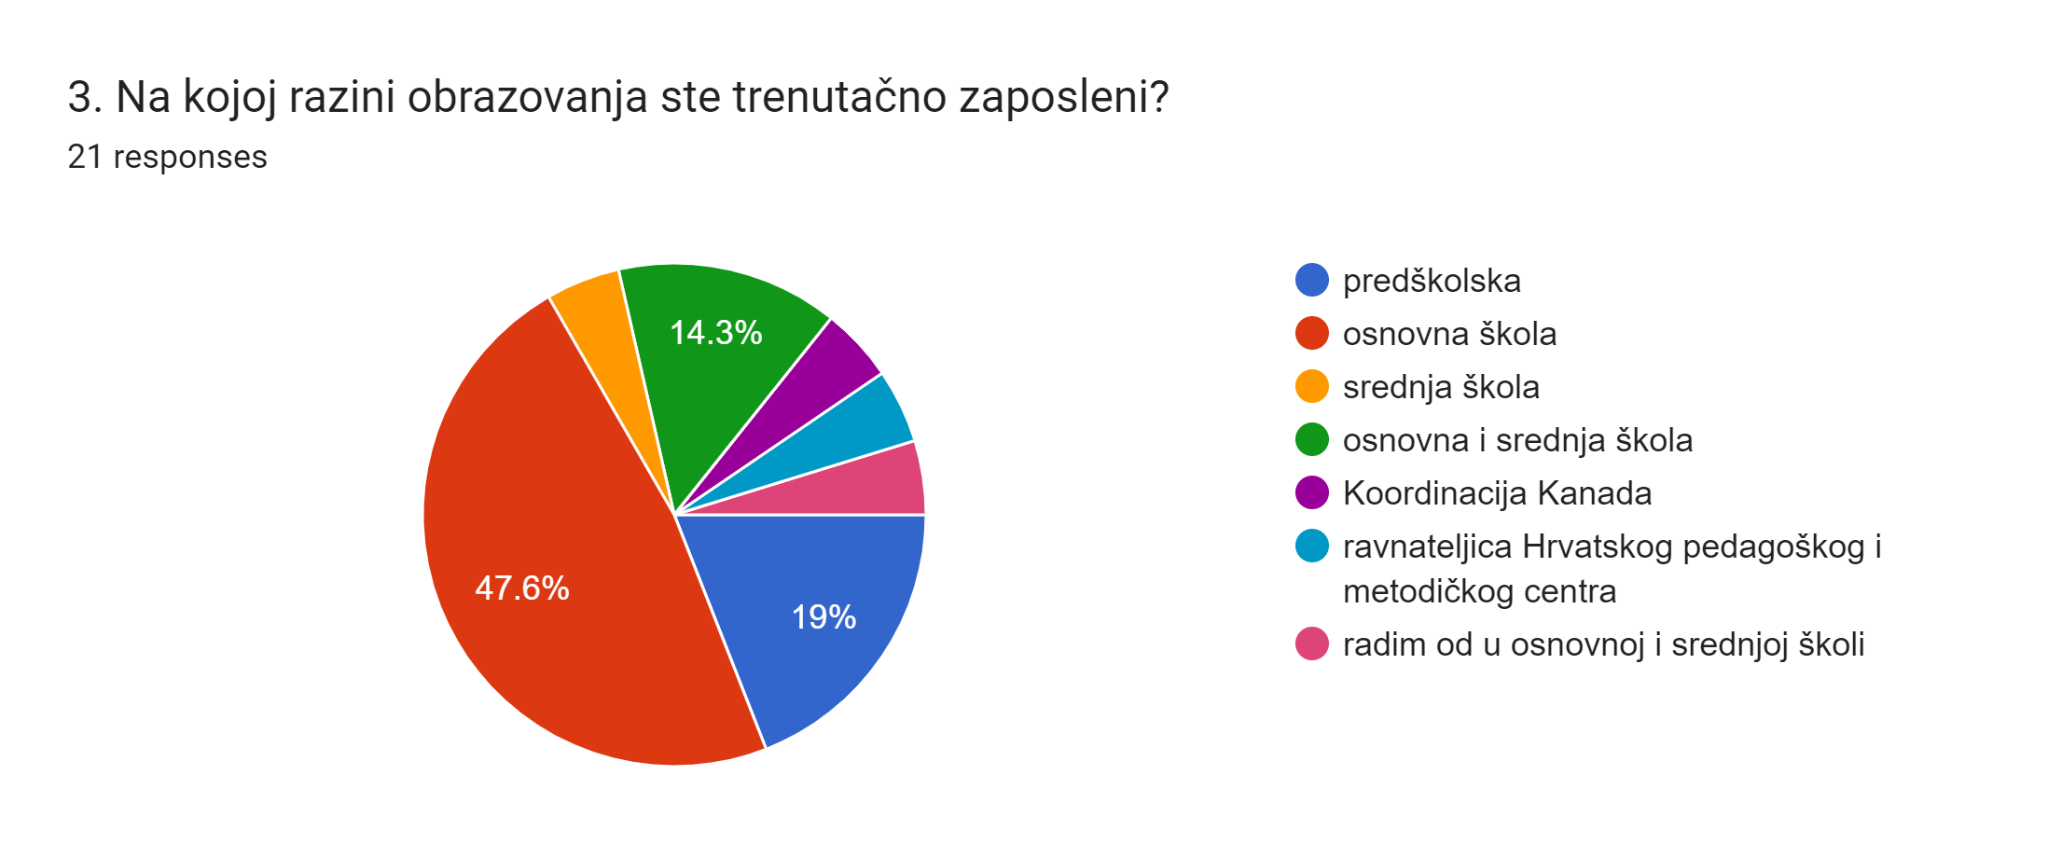 3. Na kojoj razini obrazovanja ste trenutačno zaposleni?
21 responses
14.3%
47.6%
19%
predškolska
osnovna škola
srednja škola
osnovna i srednja škola
Koordinacija Kanada
ravnateljica Hrvatskog pedagoškog i
metodičkog centra
radim od u osnovnoj i srednjoj školi